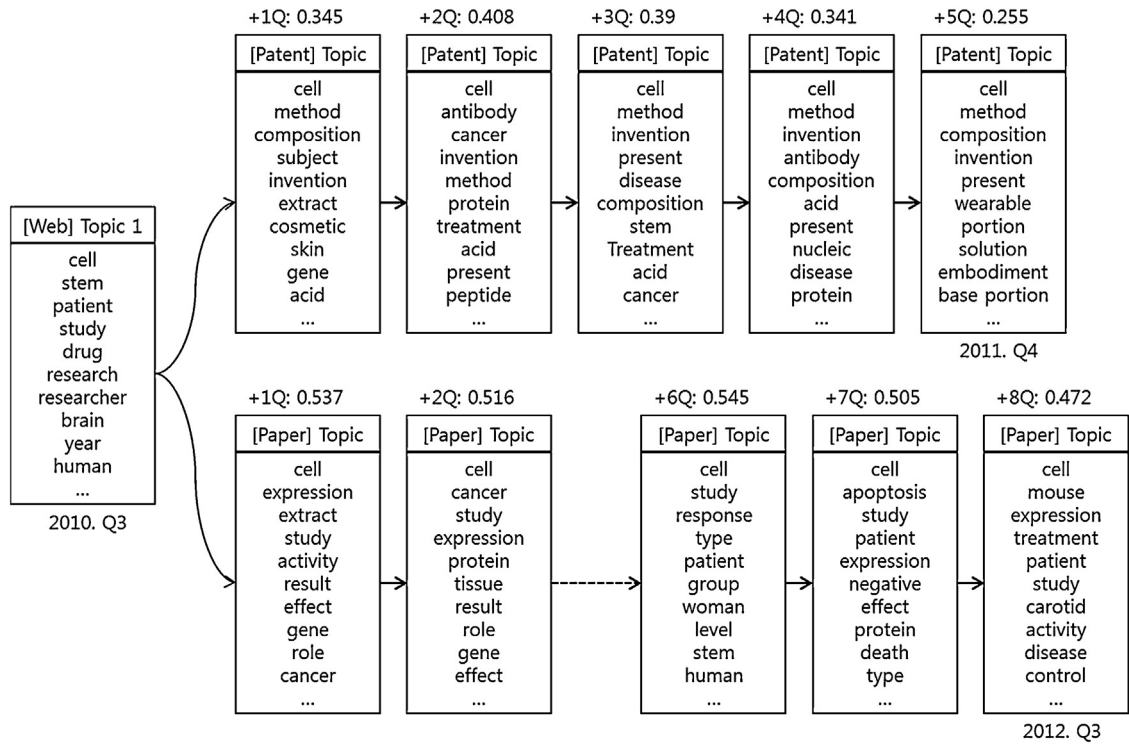 [Web] Topic 1
cell
stem
patient
study
drug
research
researcher
brain
year
human
...
2010. Q3
+1Q: 0.345
[Patent] Topic
cell
method
composition
subject
invention
extract
cosmetic
skin
gene
acid
...
+2Q: 0.408
[Patent] Topic
cell
antibody
cancer
invention
method
protein
treatment
acid
present
peptide
...
+3Q: 0.39
[Patent] Topic
cell
method
invention
present
disease
composition
stem
Treatment
acid
cancer
...
+4Q: 0.341
[Patent] Topic
cell
method
invention
antibody
composition
acid
present
nucleic
disease
protein
...
+5Q: 0.255
[Patent] Topic
cell
method
composition
invention
present
wearable
portion
solution
embodiment
base portion
...
2011. Q4
+1Q: 0.537
[Paper] Topic
cell
expression
extract
study
activity
result
effect
gene
role
cancer
...
+2Q: 0.516
[Paper] Topic
cell
cancer
study
expression
protein
tissue
result
role
gene
effect
...
+6Q: 0.545
[Paper] Topic
cell
study
response
type
patient
group
woman
level
stem
human
...
+7Q: 0.505
[Paper] Topic
cell
apoptosis
study
patient
expression
negative
effect
protein
death
type
...
+8Q: 0.472
[Paper] Topic
cell
mouse
expression
treatment
patient
study
carotid
activity
disease
control
...
2012. Q3